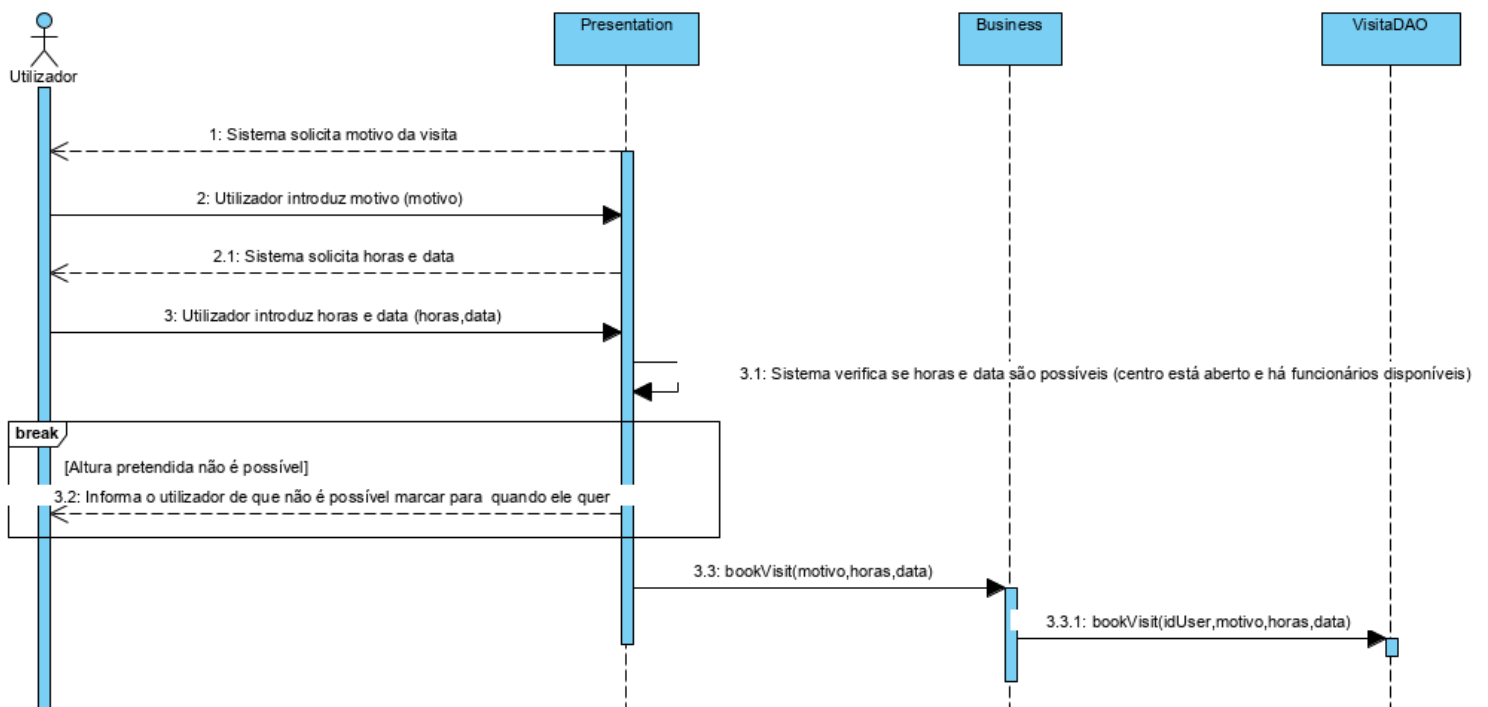 Presentation
Business
VisitaDAO
Utilizador
1: Sistema solicita motivo da visita
2: Utilizador introduz motivo (motivo)
2.1: Sistema solicita horas e data
3: Utilizador introduz horas e data (horas,data)
3.1: Sistema verifica se horas e data são possíveis (centro está aberto e há funcionários disponíveis)
break
[Altura pretendida não é possível]
3.2: Informa o utilizador de que não é possível marcar para  quando ele quer
3.3: bookVisit(motivo,horas,data)
3.3.1: bookVisit(idUser,motivo,horas,data)